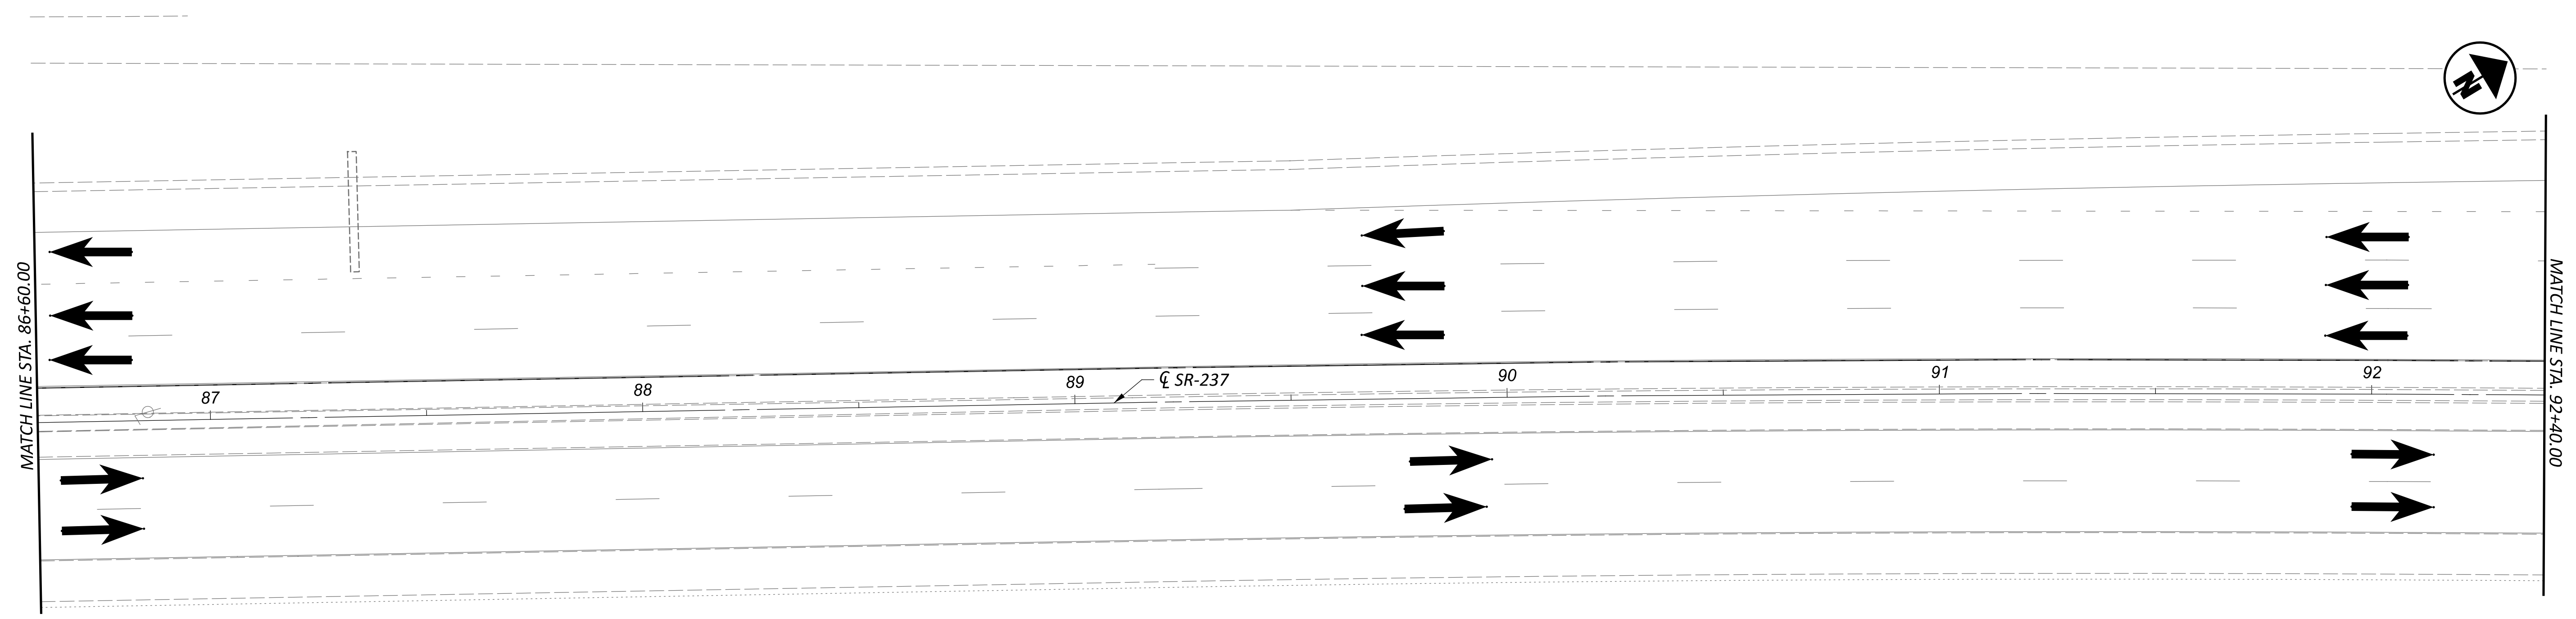 N
MATCH LINE STA. 86+60.00
87
88
89
℄ SR-237
90
91
92
MATCH LINE STA. 92+40.00